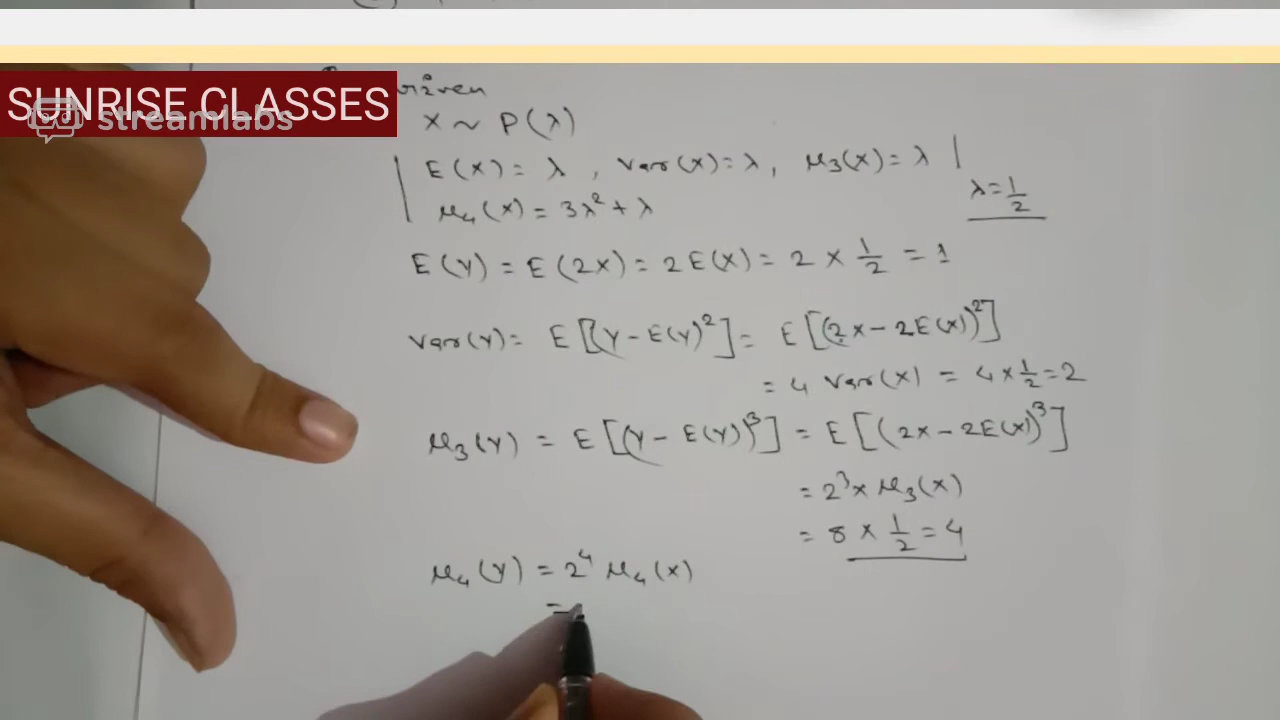 SUNRISE CLASSES
streamlabs
X ~ P(λ)
E(X) = λ , Var(X) = λ, μ₃(X) = λ
μ₄(X) = 3λ² + λ
λ = 1/2
E(Y) = E(2X) = 2E(X) = 2 × 1/2 = 1
Var(Y) = E[(Y - E(Y)²] = E[(2X - 2E(X))²]
= 4 Var(X) = 4 × 1/2 = 2
μ₃(Y) = E[(Y - E(Y))³] = E[(2X - 2E(X))³]
= 2³ × μ₃(X)
= 8 × 1/2 = 4
μ₄(Y) = 2⁴ μ₄(X)
=